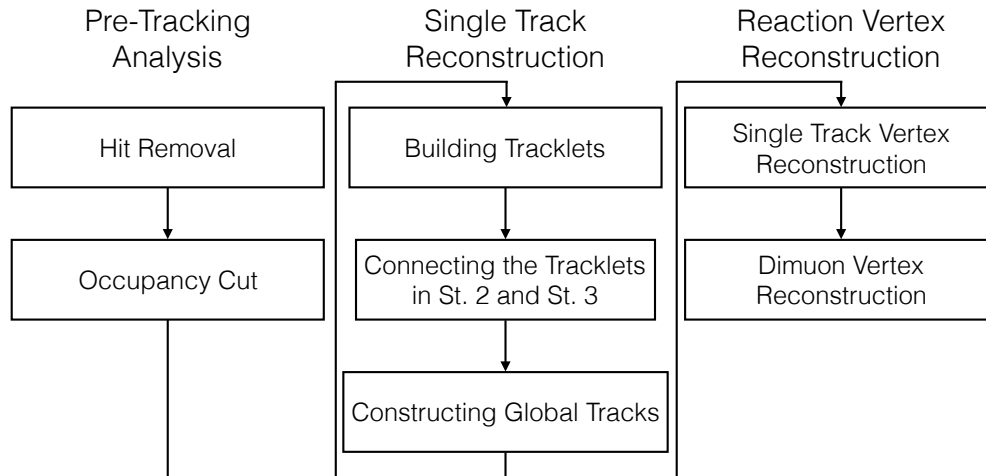 Pre-Tracking
Analysis
Hit Removal
Occupancy Cut
Single Track
Reconstruction
Building Tracklets
Connecting the Tracklets
in St. 2 and St. 3
Constructing Global Tracks
Reaction Vertex
Reconstruction
Single Track Vertex
Reconstruction
Dimuon Vertex
Reconstruction